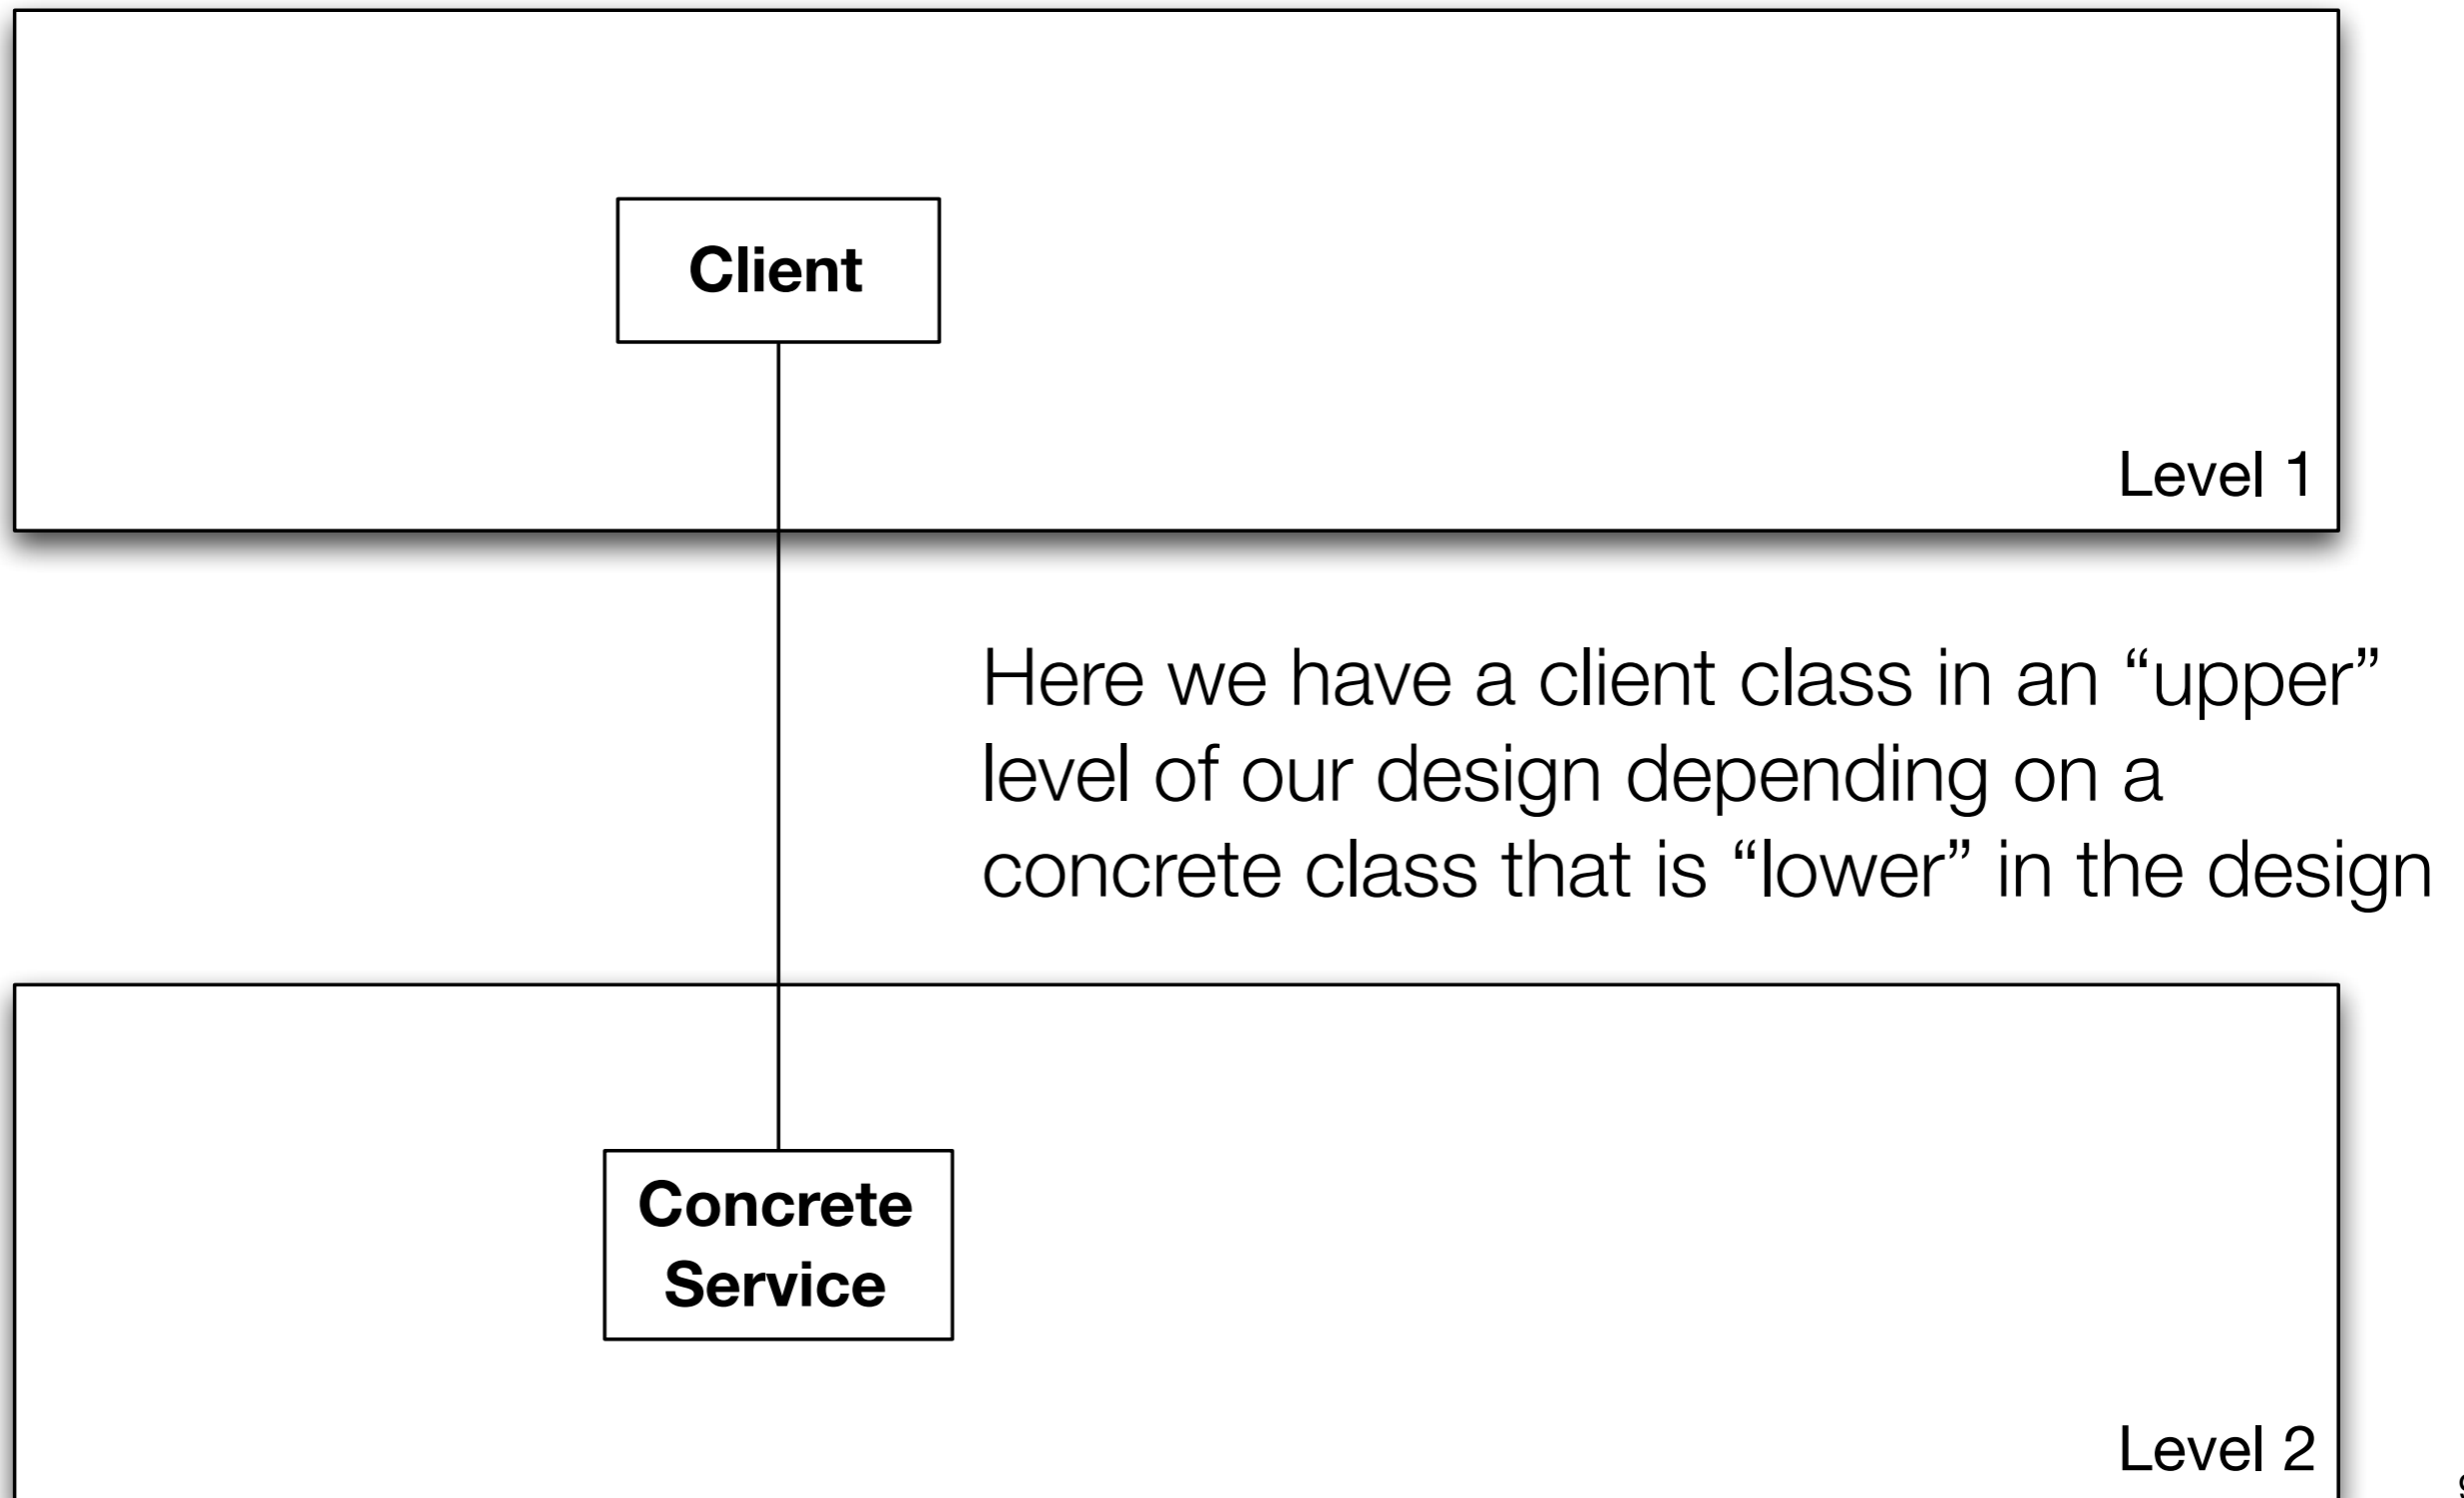 Client
Level 1
Here we have a client class in an “upper”
level of our design depending on a
concrete class that is “lower” in the design
Concrete
Service
Level 2